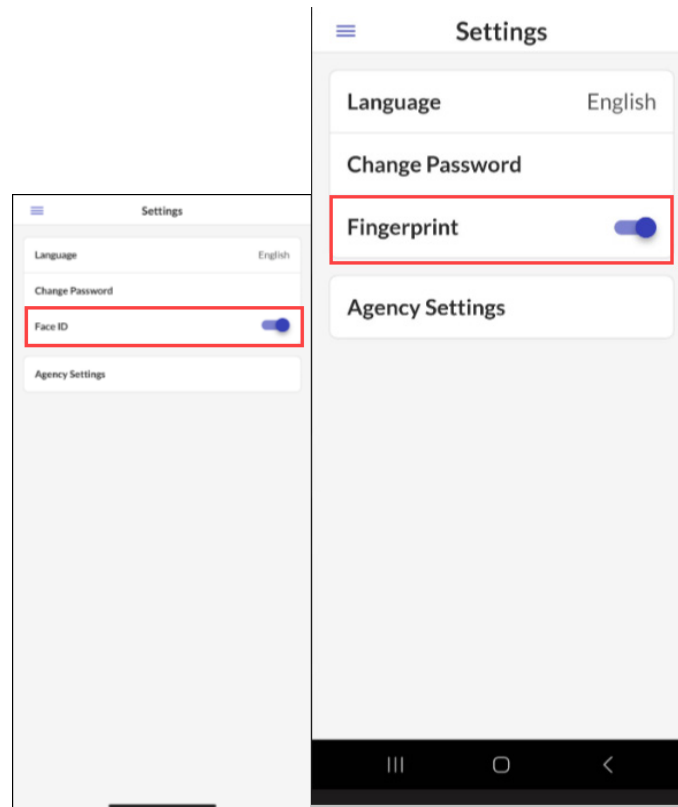 Settings
Language English
Change Password
Face ID
Agency Settings
Settings
Language English
Change Password
Fingerprint
Agency Settings